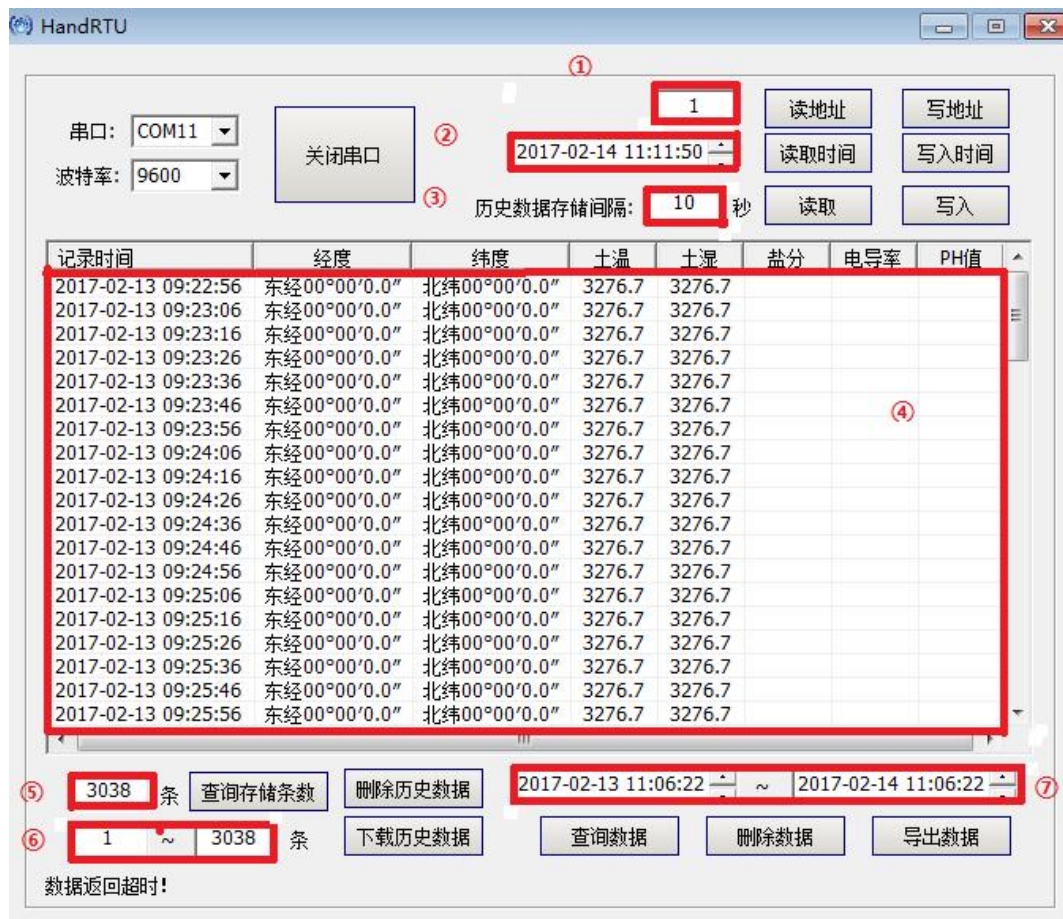 HandRTU
①
串口: COM11
关闭串口
1 读地址 写地址
② 2017-02-14 11:11:50 读取时间 写入时间
波特率: 9600
③ 历史数据存储间隔: 10 秒 读取 写入
记录时间 经度 纬度 土温 土湿 盐分 电导率 PH值
2017-02-13 09:22:56 东经00°00′0.0″ 北纬00°00′0.0″ 3276.7 3276.7
2017-02-13 09:23:06 东经00°00′0.0″ 北纬00°00′0.0″ 3276.7 3276.7
2017-02-13 09:23:16 东经00°00′0.0″ 北纬00°00′0.0″ 3276.7 3276.7
2017-02-13 09:23:26 东经00°00′0.0″ 北纬00°00′0.0″ 3276.7 3276.7
2017-02-13 09:23:36 东经00°00′0.0″ 北纬00°00′0.0″ 3276.7 3276.7
2017-02-13 09:23:46 东经00°00′0.0″ 北纬00°00′0.0″ 3276.7 3276.7
④
2017-02-13 09:23:56 东经00°00′0.0″ 北纬00°00′0.0″ 3276.7 3276.7
2017-02-13 09:24:06 东经00°00′0.0″ 北纬00°00′0.0″ 3276.7 3276.7
2017-02-13 09:24:16 东经00°00′0.0″ 北纬00°00′0.0″ 3276.7 3276.7
2017-02-13 09:24:26 东经00°00′0.0″ 北纬00°00′0.0″ 3276.7 3276.7
2017-02-13 09:24:36 东经00°00′0.0″ 北纬00°00′0.0″ 3276.7 3276.7
2017-02-13 09:24:46 东经00°00′0.0″ 北纬00°00′0.0″ 3276.7 3276.7
2017-02-13 09:24:56 东经00°00′0.0″ 北纬00°00′0.0″ 3276.7 3276.7
2017-02-13 09:25:06 东经00°00′0.0″ 北纬00°00′0.0″ 3276.7 3276.7
2017-02-13 09:25:16 东经00°00′0.0″ 北纬00°00′0.0″ 3276.7 3276.7
2017-02-13 09:25:26 东经00°00′0.0″ 北纬00°00′0.0″ 3276.7 3276.7
2017-02-13 09:25:36 东经00°00′0.0″ 北纬00°00′0.0″ 3276.7 3276.7
2017-02-13 09:25:46 东经00°00′0.0″ 北纬00°00′0.0″ 3276.7 3276.7
2017-02-13 09:25:56 东经00°00′0.0″ 北纬00°00′0.0″ 3276.7 3276.7
⑤ 3038 条 查询存储条数 删除历史数据 2017-02-13 11:06:22 ~ 2017-02-14 11:06:22 ⑦
⑥ 1 ~ 3038 条 下载历史数据 查询数据 删除数据 导出数据
数据返回超时!